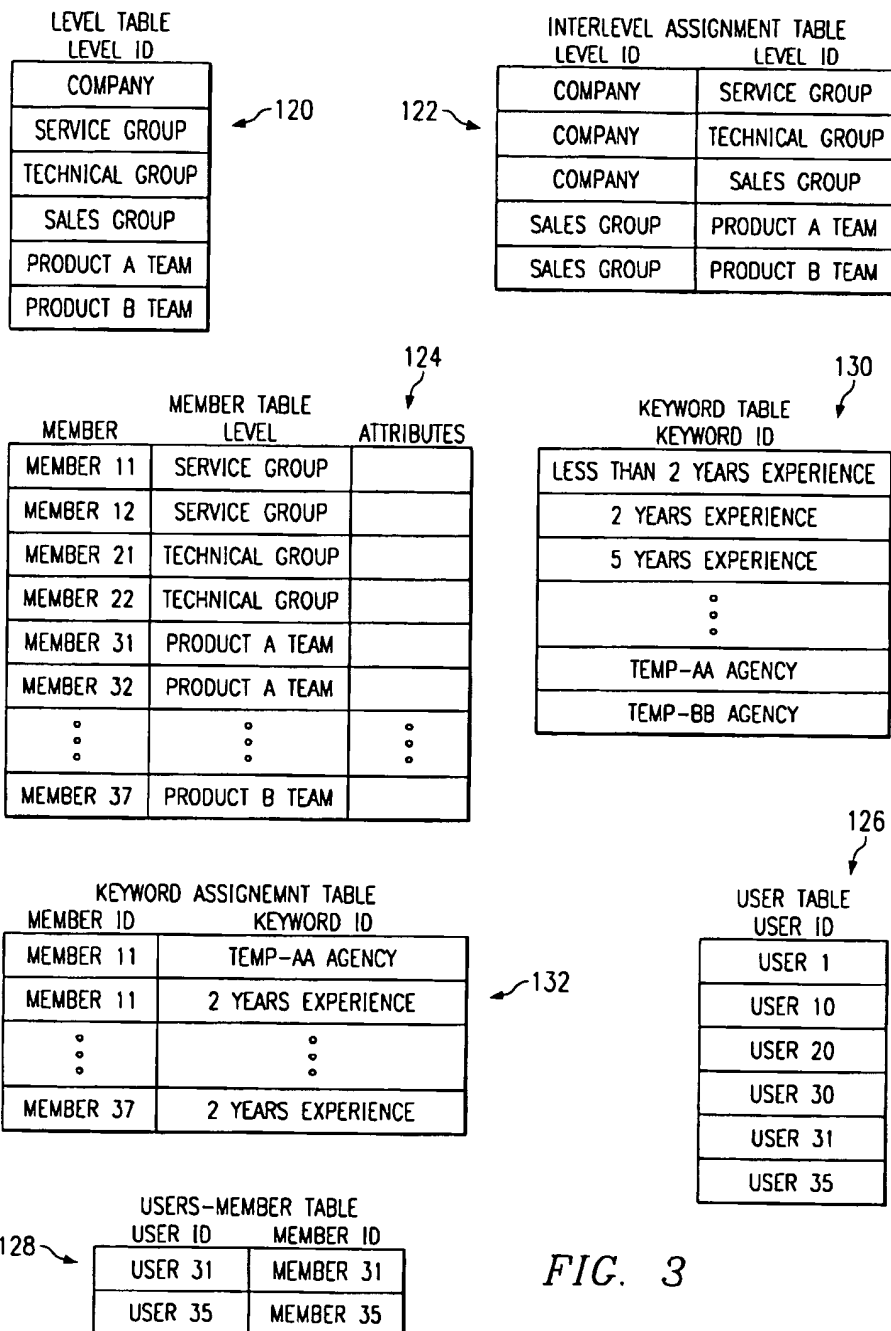 LEVEL TABLE
LEVEL ID
COMPANY
SERVICE GROUP
TECHNICAL GROUP
SALES GROUP
PRODUCT A TEAM
PRODUCT B TEAM
120
INTERLEVEL ASSIGNMENT TABLE
LEVEL ID LEVEL ID
COMPANY SERVICE GROUP
COMPANY TECHNICAL GROUP
COMPANY SALES GROUP
SALES GROUP PRODUCT A TEAM
SALES GROUP PRODUCT B TEAM
122
124
MEMBER TABLE
MEMBER LEVEL ATTRIBUTES
MEMBER 11 SERVICE GROUP
MEMBER 12 SERVICE GROUP
MEMBER 21 TECHNICAL GROUP
MEMBER 22 TECHNICAL GROUP
MEMBER 31 PRODUCT A TEAM
MEMBER 32 PRODUCT A TEAM
MEMBER 37 PRODUCT B TEAM
130
KEYWORD TABLE
KEYWORD ID
LESS THAN 2 YEARS EXPERIENCE
2 YEARS EXPERIENCE
5 YEARS EXPERIENCE
TEMP-AA AGENCY
TEMP-BB AGENCY
KEYWORD ASSIGNEMNT TABLE
MEMBER ID KEYWORD ID
MEMBER 11 TEMP-AA AGENCY
MEMBER 11 2 YEARS EXPERIENCE
MEMBER 37 2 YEARS EXPERIENCE
132
126
USER TABLE
USER ID
USER 1
USER 10
USER 20
USER 30
USER 31
USER 35
USERS-MEMBER TABLE
USER ID MEMBER ID
USER 31 MEMBER 31
USER 35 MEMBER 35
128
FIG. 3